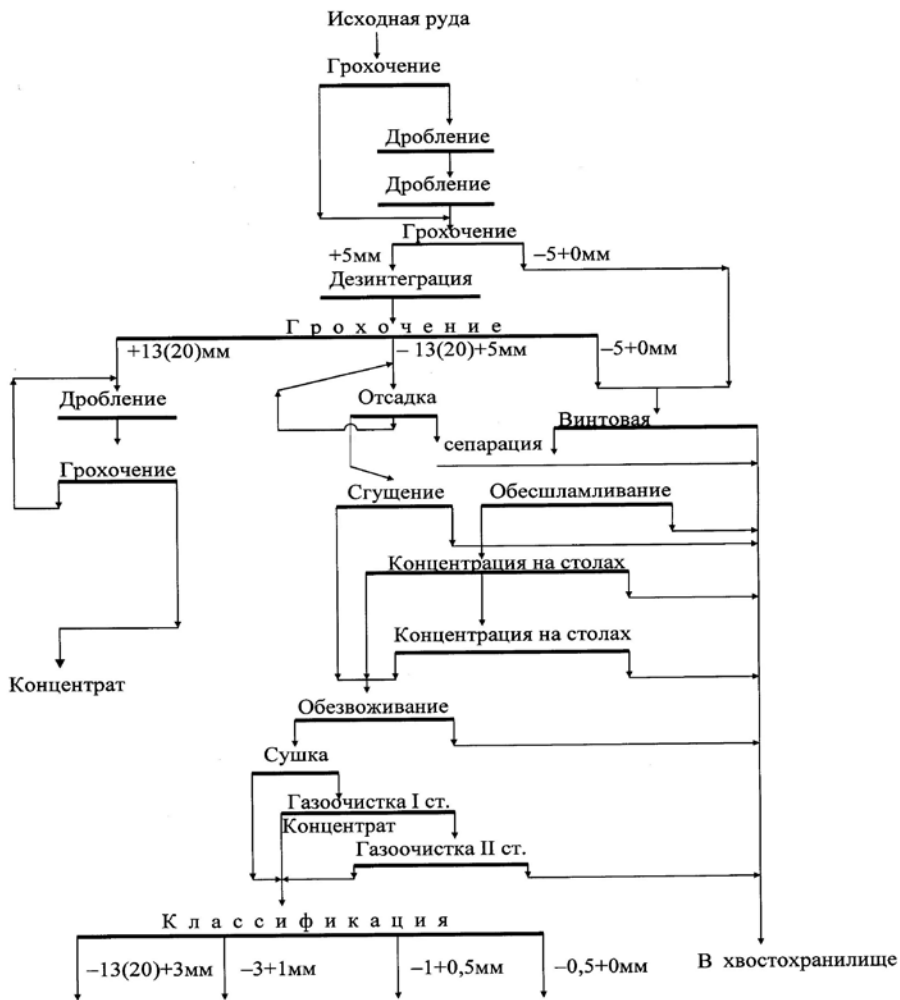 Исходная руда
Грохочение
Дробление
Дробление
Грохочение
+5мм
–5+0мм
Дезинтеграция
Грохочение
+13(20)мм
– 13(20)+5мм
–5+0мм
Дробление
Отсадка
Винтовая
сепарация
Грохочение
Сгущение
Обесшламливание
Концентрация на столах
Концентрация на столах
Концентрат
Обезвоживание
Сушка
Газоочистка I ст.
Концентрат
Газоочистка II ст.
Классификация
–13(20)+3мм
–3+1мм
–1+0,5мм
–0,5+0мм
В хвостохранилище